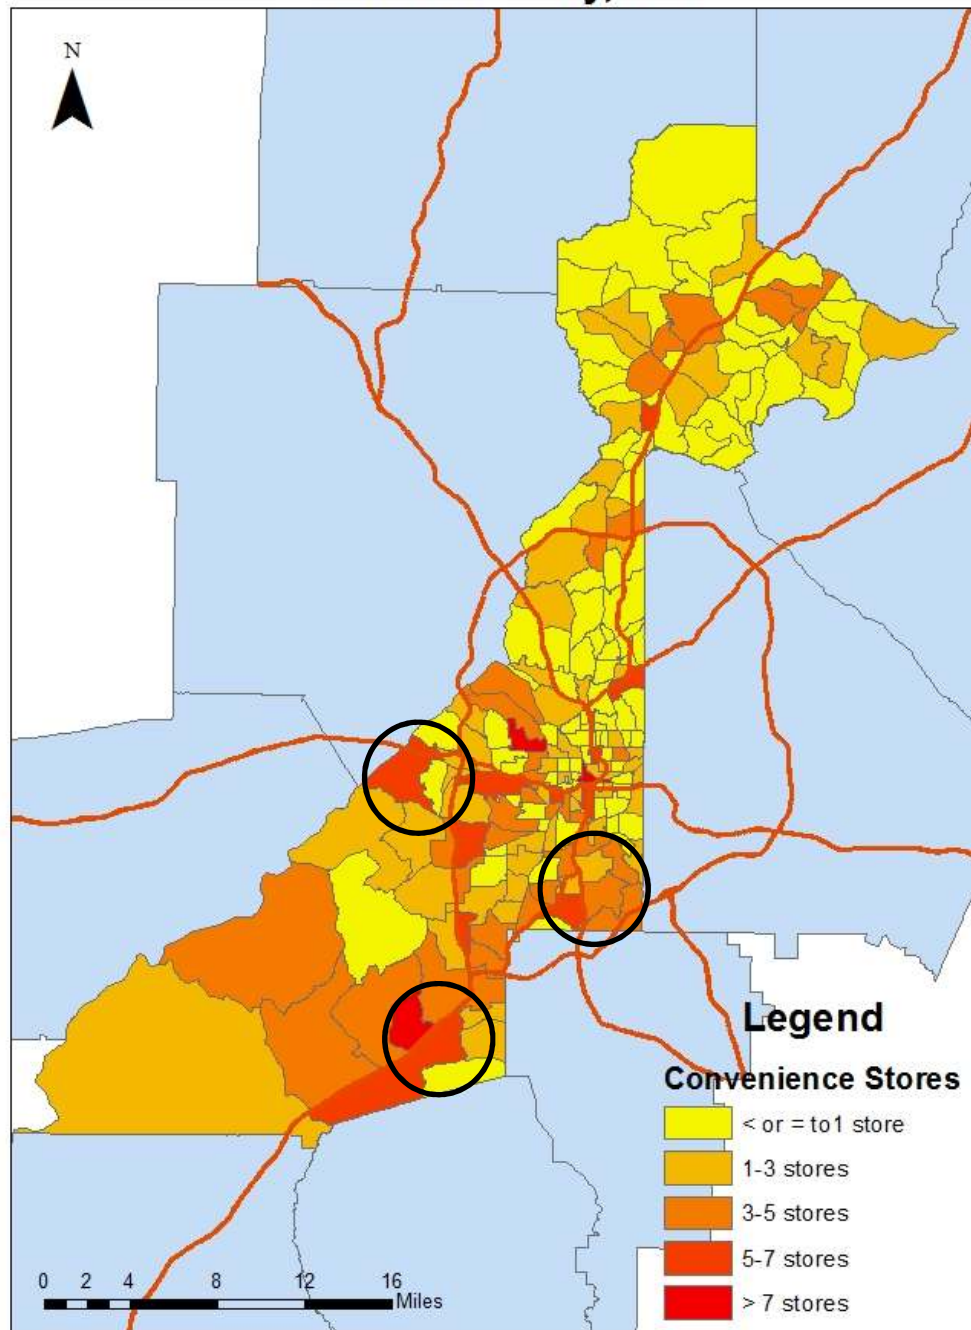 N
Legend
Convenience Stores
< or = to1 store
1-3 stores
3-5 stores
5-7 stores
> 7 stores
0 2 4 8 12 16
Miles